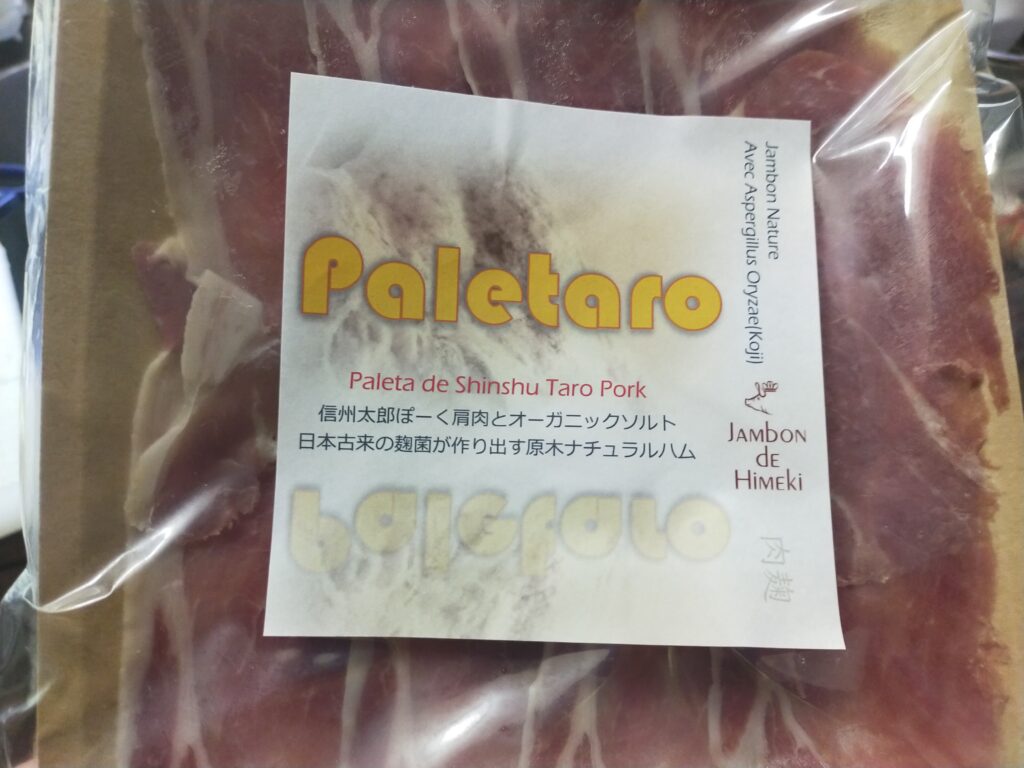 Paletaro
Paleta de Shinshu Taro Pork
信州太郎ぽーく肩肉とオーガニックソルト
日本古来の麹菌が作り出す原木ナチュラルハム
Paletaro
Jambon Nature
Avec Aspergillus Oryzae(Koji)
JAMBON
DE
HIMEKI
肉麹